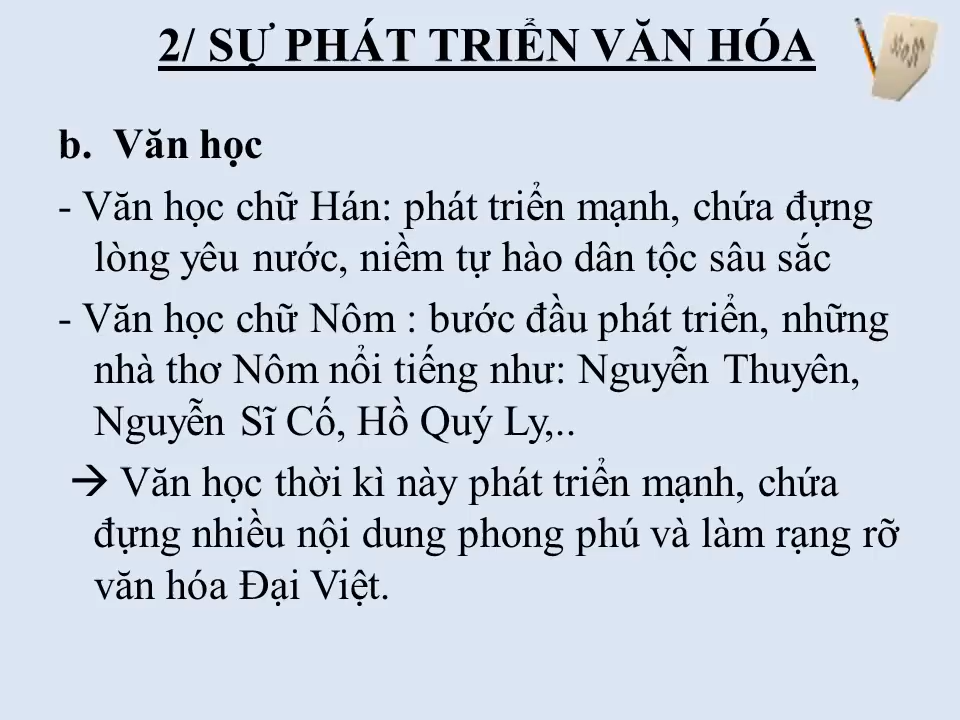 2/ SỰ PHÁT TRIỂN VĂN HÓA
b. Văn học
- Văn học chữ Hán: phát triển mạnh, chứa đựng
lòng yêu nước, niềm tự hào dân tộc sâu sắc
- Văn học chữ Nôm : bước đầu phát triển, những
nhà thơ Nôm nổi tiếng như: Nguyễn Thuyên,
Nguyễn Sĩ Cố, Hồ Quý Ly,..
→ Văn học thời kì này phát triển mạnh, chứa
đựng nhiều nội dung phong phú và làm rạng rỡ
văn hóa Đại Việt.